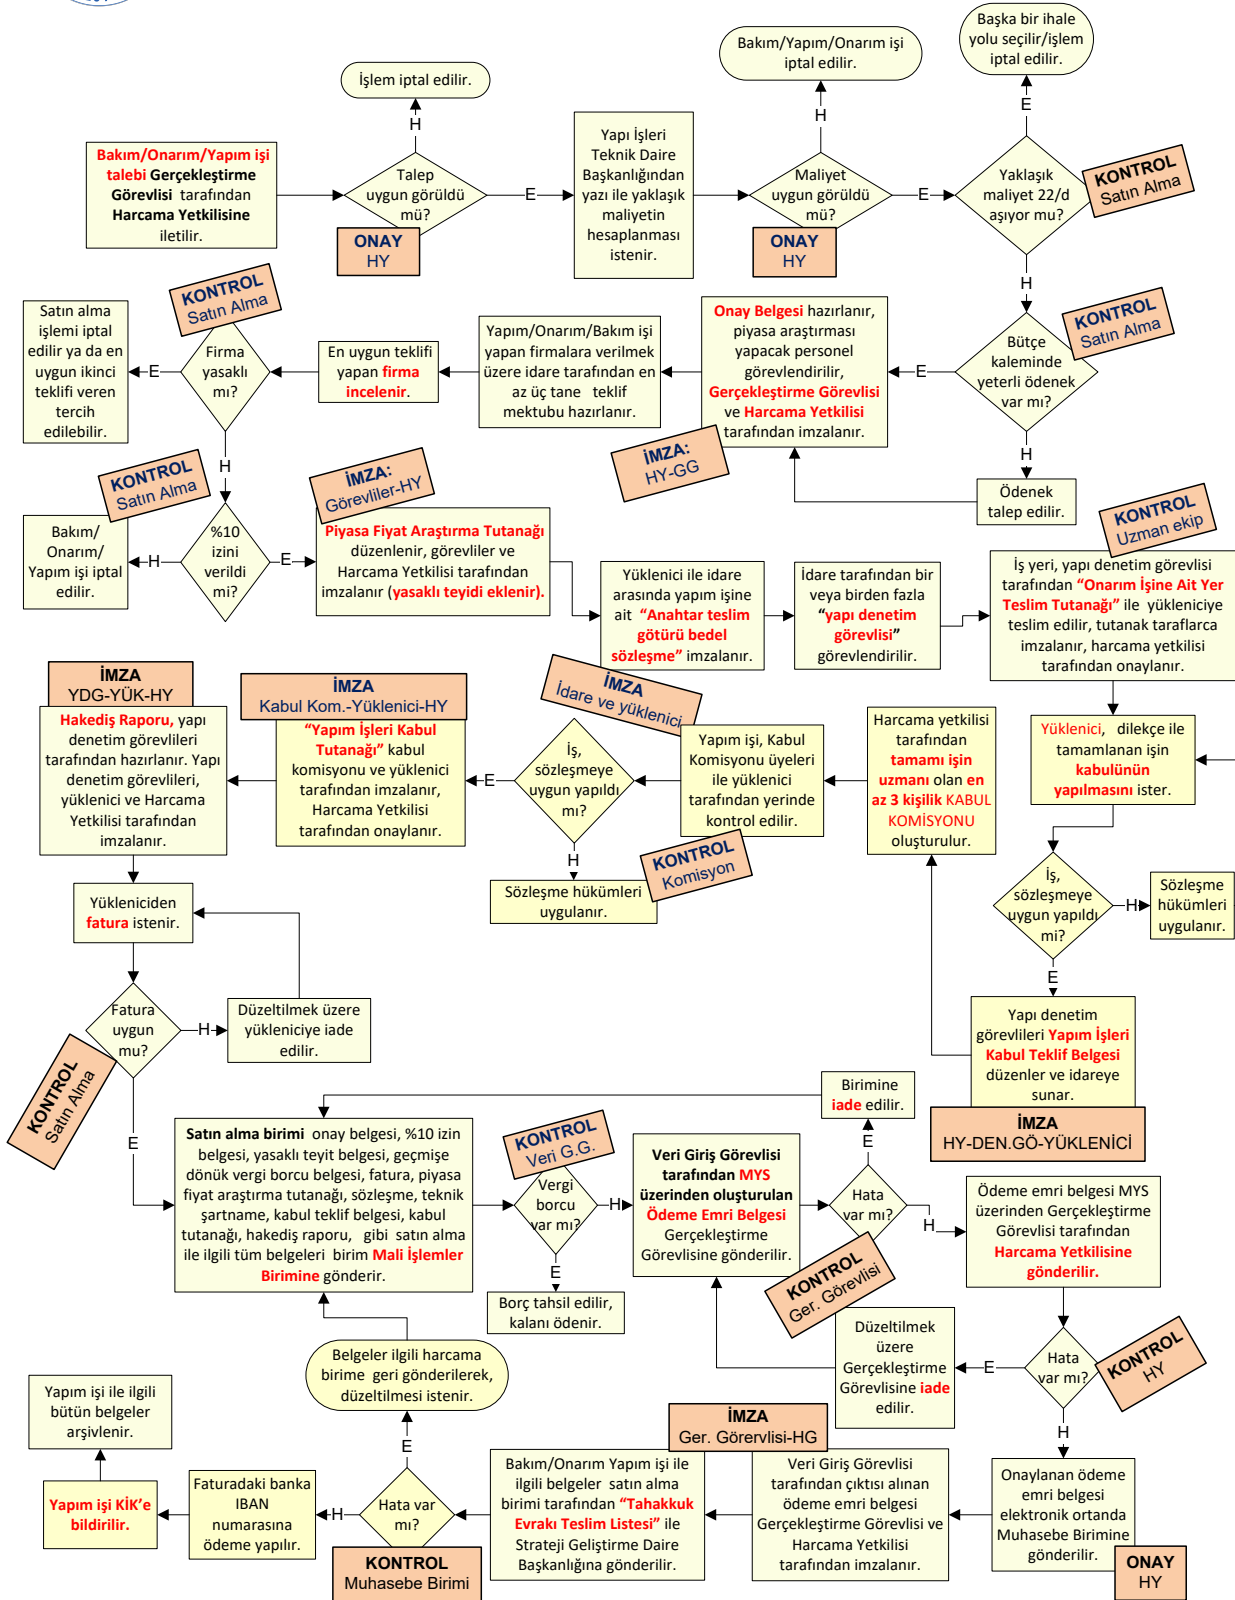 Başka bir ihale
yolu seçilir/işlem
iptal edilir.
Bakım/Yapım/Onarım işi
iptal edilir.
İşlem iptal edilir.
H
H
E
Bakım/Onarım/Yapım işi
talebi Gerçekleştirme
Görevlisi tarafından
Harcama Yetkilisine
iletilir.
Talep
uygun görüldü
mü?
ONAY
HY
E
Yapı İşleri
Teknik Daire
Başkanlığından
yazı ile yaklaşık
maliyetin
hesaplanması
istenir.
Maliyet
uygun görüldü
mü?
ONAY
HY
E
Yaklaşık
maliyet 22/d
aşıyor mu?
KONTROL
Satın Alma
H
Bütçe
kaleminde
yeterli ödenek
var mı?
KONTROL
Satın Alma
E
H
Ödenek
talep edilir.
Onay Belgesi hazırlanır,
piyasa araştırması
yapacak personel
görevlendirilir,
Gerçekleştirme Görevlisi
ve Harcama Yetkilisi
tarafından imzalanır.
İMZA:
HY-GG
Yapım/Onarım/Bakım işi
yapan firmalara verilmek
üzere idare tarafından en
az üç tane teklif
mektubu hazırlanır.
En uygun teklifi
yapan firma
incelenir.
KONTROL
Satın Alma
Firma
yasaklı
mı?
E
Satın alma
işlemi iptal
edilir ya da en
uygun ikinci
teklifi veren
tercih
edilebilir.
H
KONTROL
Satın Alma
%10
izini
verildi
mi?
H
Bakım/
Onarım/
Yapım işi iptal
edilir.
E
İMZA:
Görevliler-HY
Piyasa Fiyat Araştırma Tutanağı
düzenlenir, görevliler ve
Harcama Yetkilisi tarafından
imzalanır (yasaklı teyidi eklenir).
Yüklenici ile idare
arasında yapım işine
ait “Anahtar teslim
götürü bedel
sözleşme” imzalanır.
İdare tarafından bir
veya birden fazla
“yapı denetim
görevlisi”
görevlendirilir.
KONTROL
Uzman ekip
İş yeri, yapı denetim görevlisi
tarafından “Onarım İşine Ait Yer
Teslim Tutanağı” ile yükleniciye
teslim edilir, tutanak taraflarca
imzalanır, harcama yetkilisi
tarafından onaylanır.
Yüklenici, dilekçe ile
tamamlanan işin
kabulünün
yapılmasını ister.
İş,
sözleşmeye
uygun yapıldı
mi?
H
Sözleşme
hükümleri
uygulanır.
E
Yapı denetim
görevlileri Yapım İşleri
Kabul Teklif Belgesi
düzenler ve idareye
sunar.
İMZA
HY-DEN.GÖ-YÜKLENİCİ
Harcama yetkilisi
tarafından
tamamı işin
uzmanı olan en
az 3 kişilik KABUL
KOMİSYONU
oluşturulur.
İMZA
İdare ve yüklenici
Yapım işi, Kabul
Komisyonu üyeleri
ile yüklenici
tarafından yerinde
kontrol edilir.
KONTROL
Komisyon
İş,
sözleşmeye
uygun yapıldı
mı?
H
Sözleşme hükümleri
uygulanır.
E
İMZA
Kabul Kom.-Yüklenici-HY
“Yapım İşleri Kabul
Tutanağı” kabul
komisyonu ve yüklenici
tarafından imzalanır,
Harcama Yetkilisi
tarafından onaylanır.
İMZA
YDG-YÜK-HY
Hakediş Raporu, yapı
denetim görevlileri
tarafından hazırlanır. Yapı
denetim görevlileri,
yüklenici ve Harcama
Yetkilisi tarafından
imzalanır.
Yükleniciden
fatura istenir.
Fatura
uygun
mu?
KONTROL
Satın Alma
H
Düzeltilmek üzere
yükleniciye iade
edilir.
E
Satın alma birimi onay belgesi, %10 izin
belgesi, yasaklı teyit belgesi, geçmişe
dönük vergi borcu belgesi, fatura, piyasa
fiyat araştırma tutanağı, sözleşme, teknik
şartname, kabul teklif belgesi, kabul
tutanağı, hakediş raporu, gibi satın alma
ile ilgili tüm belgeleri birim Mali İşlemler
Birimine gönderir.
KONTROL
Veri G.G.
Vergi
borcu
var mı?
E
Borç tahsil edilir,
kalanı ödenir.
H
Veri Giriş Görevlisi
tarafından MYS
üzerinden oluşturulan
Ödeme Emri Belgesi
Gerçekleştirme
Görevlisine gönderilir.
Birimine
iade edilir.
E
Hata
var mı?
KONTROL
Ger. Görevlisi
H
Ödeme emri belgesi MYS
üzerinden Gerçekleştirme
Görevlisi tarafından
Harcama Yetkilisine
gönderilir.
Hata
var mı?
KONTROL
HY
E
Düzeltilmek
üzere
Gerçekleştirme
Görevlisine iade
edilir.
H
Onaylanan ödeme
emri belgesi
elektronik ortanda
Muhasebe Birimine
gönderilir.
ONAY
HY
İMZA
Ger. Görervlisi-HG
Veri Giriş Görevlisi
tarafından çıktısı alınan
ödeme emri belgesi
Gerçekleştirme Görevlisi ve
Harcama Yetkilisi
tarafından imzalanır.
Bakım/Onarım Yapım işi ile
ilgili belgeler satın alma
birimi tarafından “Tahakkuk
Evrakı Teslim Listesi” ile
Strateji Geliştirme Daire
Başkanlığına gönderilir.
Hata var
mı?
KONTROL
Muhasebe Birimi
E
Belgeler ilgili harcama
birime geri gönderilerek,
düzeltilmesi istenir.
H
Faturadaki banka
IBAN
numarasına
ödeme yapılır.
Yapım işi KİK’e
bildirilir.
Yapım işi ile ilgili
bütün belgeler
arşivlenir.